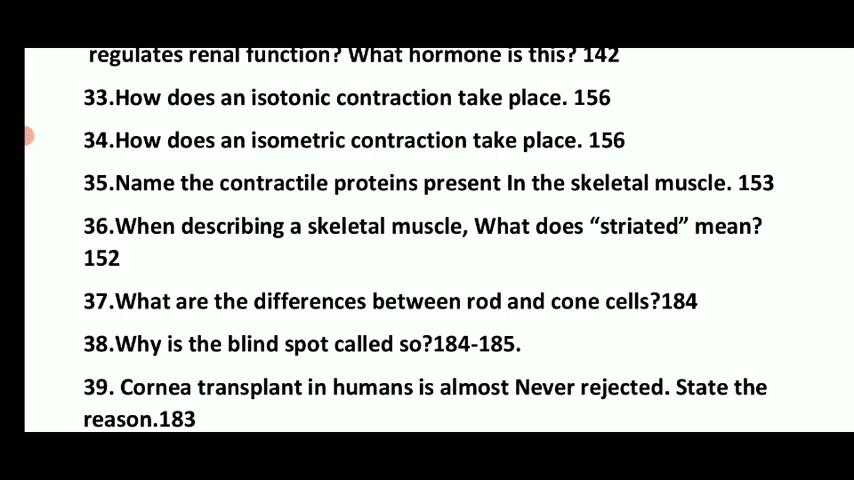 regulates renal function? What hormone is this? 142
33.How does an isotonic contraction take place. 156
34.How does an isometric contraction take place. 156
35.Name the contractile proteins present In the skeletal muscle. 153
36.When describing a skeletal muscle, What does “striated” mean?
152
37.What are the differences between rod and cone cells?184
38.Why is the blind spot called so?184-185.
39. Cornea transplant in humans is almost Never rejected. State the
reason.183